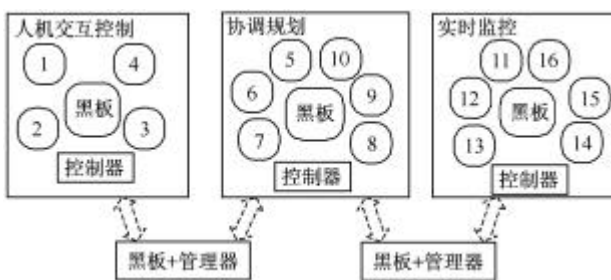 人机交互控制
1
4
黑板
2
3
控制器
协调规划
5
10
6
9
黑板
7
8
控制器
实时监控
11
16
12
15
黑板
13
14
控制器
黑板+管理器
黑板+管理器